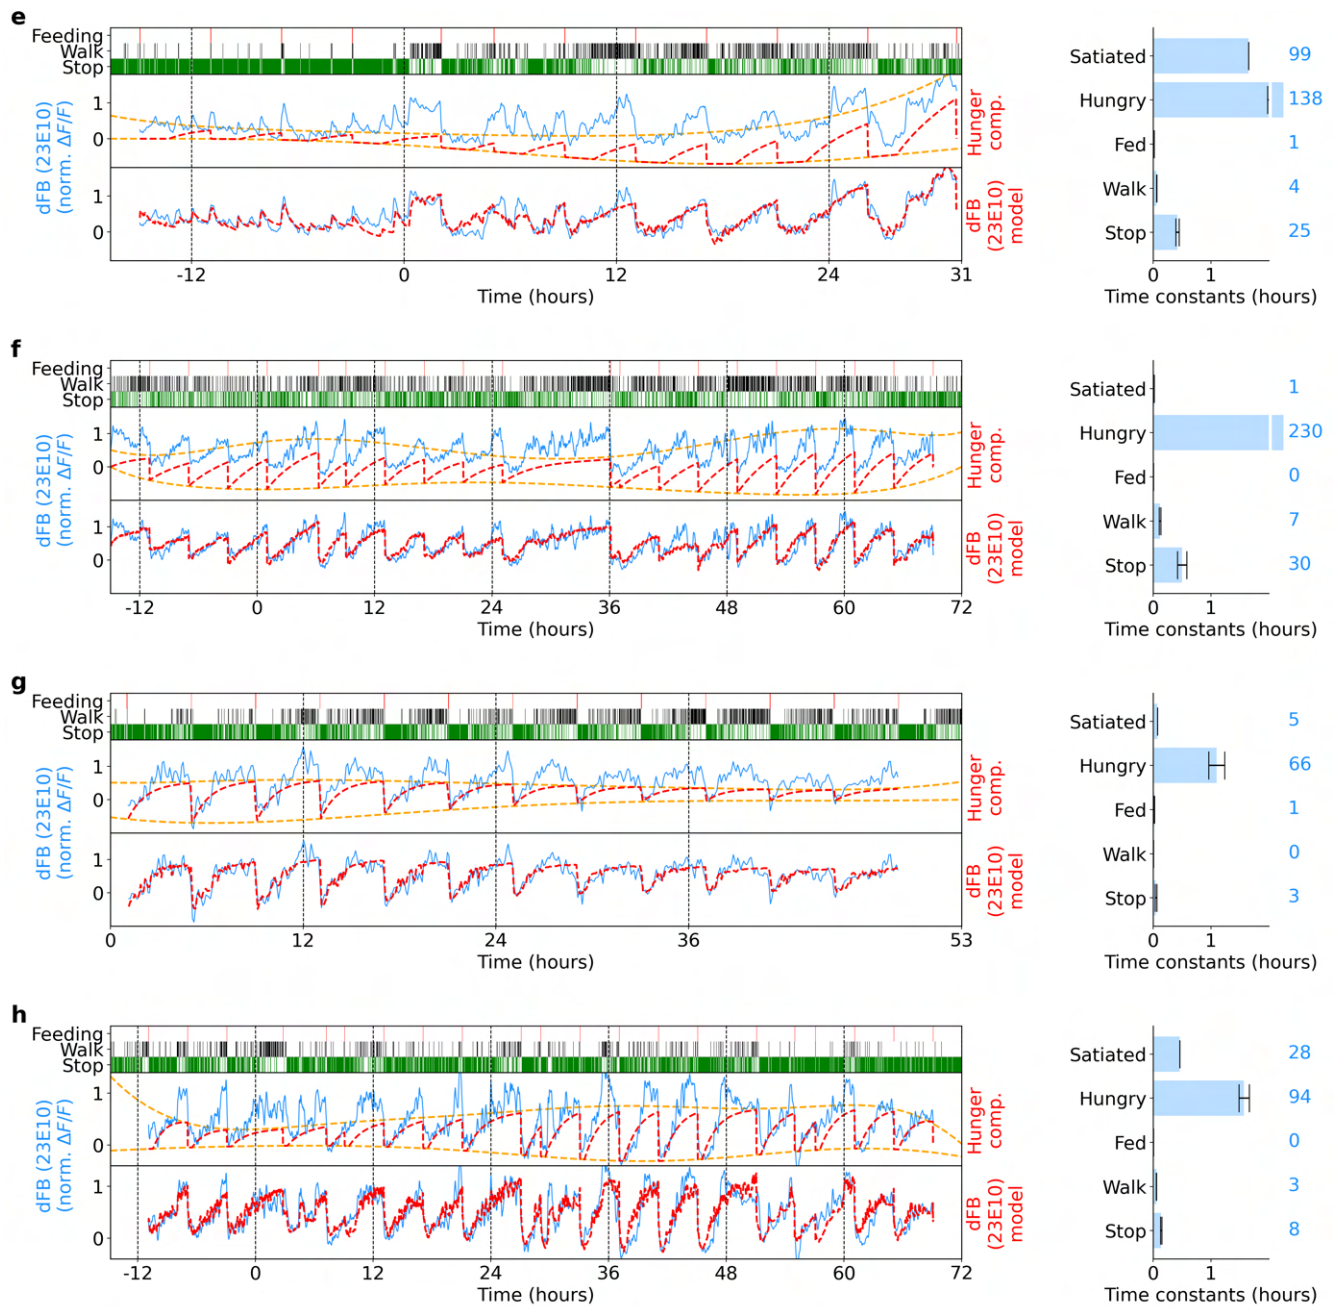 e
Feeding
Walk
Stop
dFB (23E10)
(norm. ΔF/F)
1
0
1
0
Hunger
comp.
dFB
(23E10)
model
-12 0 12 24 31
Time (hours)
Satiated 99
Hungry 138
Fed 1
Walk 4
Stop 25
0 1
Time constants (hours)
f
Feeding
Walk
Stop
dFB (23E10)
(norm. ΔF/F)
1
0
1
0
Hunger
comp.
dFB
(23E10)
model
-12 0 12 24 36 48 60 72
Time (hours)
Satiated 1
Hungry 230
Fed 0
Walk 7
Stop 30
0 1
Time constants (hours)
g
Feeding
Walk
Stop
dFB (23E10)
(norm. ΔF/F)
1
0
1
0
Hunger
comp.
dFB
(23E10)
model
0 12 24 36 53
Time (hours)
Satiated 5
Hungry 66
Fed 1
Walk 0
Stop 3
0 1
Time constants (hours)
h
Feeding
Walk
Stop
dFB (23E10)
(norm. ΔF/F)
1
0
1
0
Hunger
comp.
dFB
(23E10)
model
-12 0 12 24 36 48 60 72
Time (hours)
Satiated 28
Hungry 94
Fed 0
Walk 3
Stop 8
0 1
Time constants (hours)